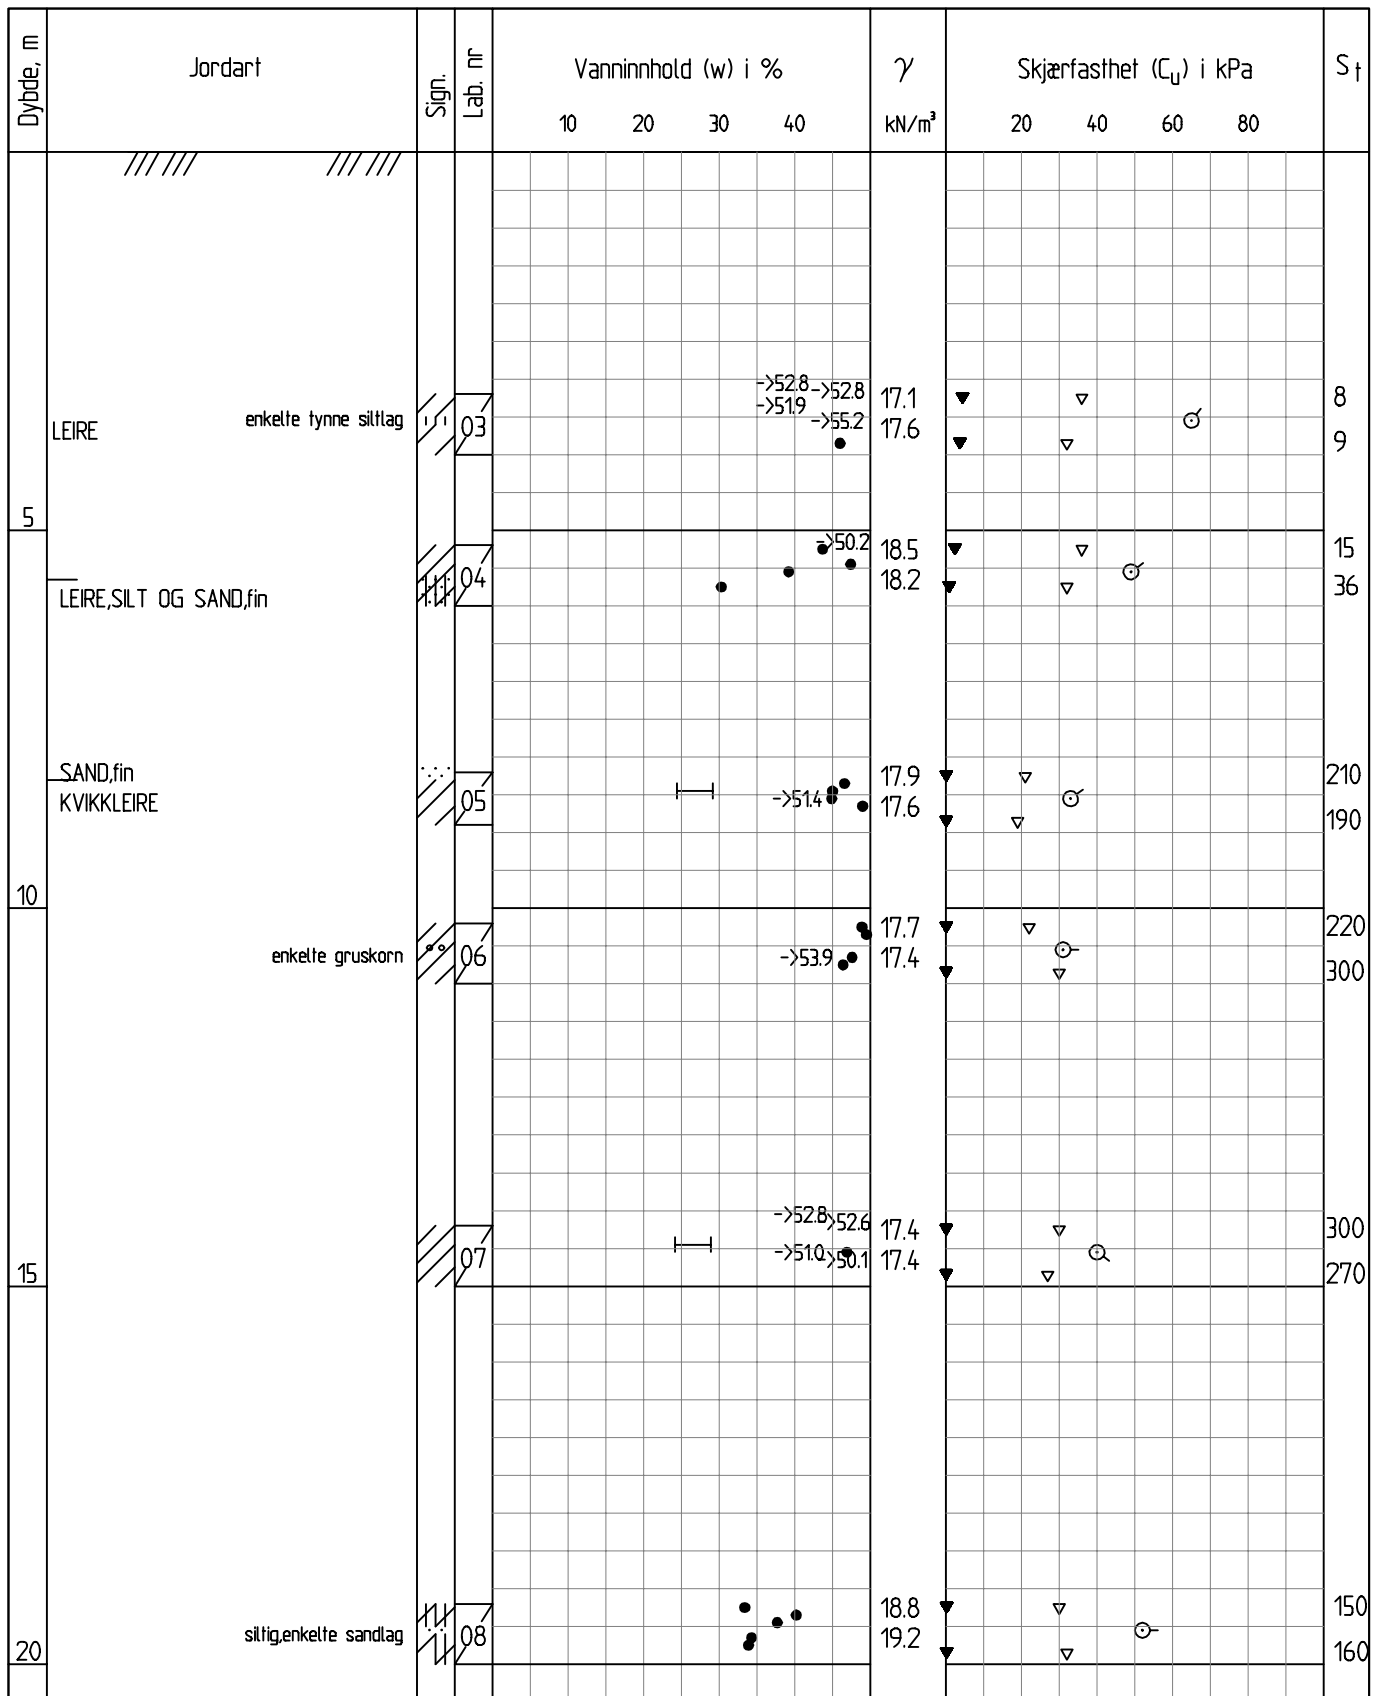 Dybde, m
Jordart
Sign.
Lab. nr
Vanninnhold (w) i %
10 20 30 40
γ
kN/m³
Skjærfasthet (Cu) i kPa
20 40 60 80
St
->52.8 ->52.8 17.1 8
->51.9
enkelte tynne siltlag 03 ->55.2 17.6
LEIRE 9
5
->50.2 18.5 15
04 18.2 36
LEIRE,SILT OG SAND,fin
SAND,fin 17.9 210
KVIKKLEIRE 05 ->51.4 17.6
190
10
17.7 220
enkelte gruskorn 06 ->53.9 17.4
300
->52.8 ->52.6 17.4 300
07 ->51.0 ->50.1 17.4
15 270
18.8 150
siltig,enkelte sandlag 08 19.2
20 160